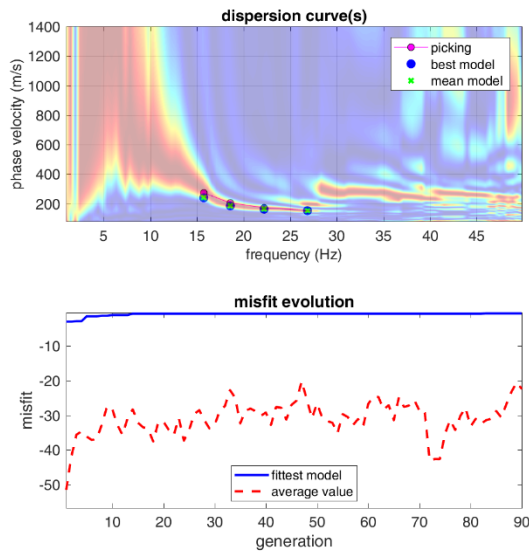 dispersion curve(s)
1400
1200
1000
800
600
400
200
phase velocity (m/s)
picking
best model
mean model
5 10 15 20 25 30 35 40 45
frequency (Hz)
misfit evolution
-10
-20
-30
-40
-50
misfit
fittest model
average value
10 20 30 40 50 60 70 80 90
generation